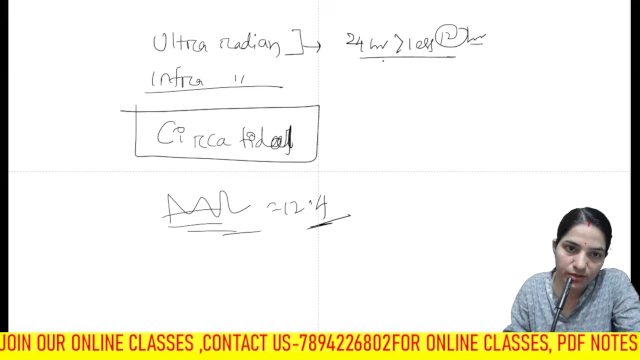 Ultra radian] → 24 hr > less 12 hr
Infra "
Circa tidal
= 12.4
JOIN OUR ONLINE CLASSES ,CONTACT US-7894226802FOR ONLINE CLASSES, PDF NOTES